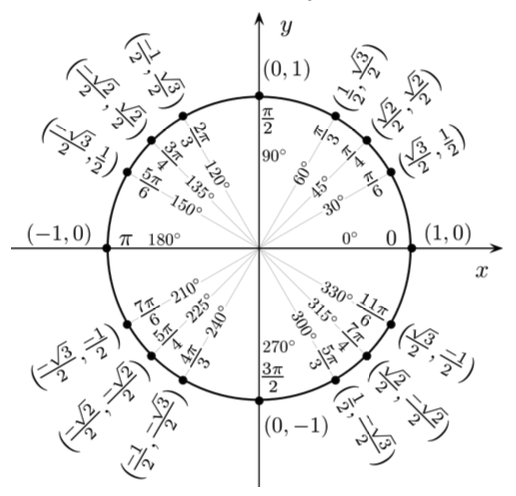 y
(0, 1)
π/2
90°
(1/2, √3/2)
π/3
60°
(√2/2, √2/2)
π/4
45°
(√3/2, 1/2)
π/6
30°
(1, 0)
0
0°
x
(−1/2, √3/2)
2π/3
120°
(−√2/2, √2/2)
3π/4
135°
(−√3/2, 1/2)
5π/6
150°
(−1, 0)
π
180°
(−√3/2, −1/2)
7π/6
210°
(−√2/2, −√2/2)
5π/4
225°
(−1/2, −√3/2)
4π/3
240°
270°
3π/2
(0, −1)
(1/2, −√3/2)
5π/3
300°
(√2/2, −√2/2)
7π/4
315°
(√3/2, −1/2)
11π/6
330°